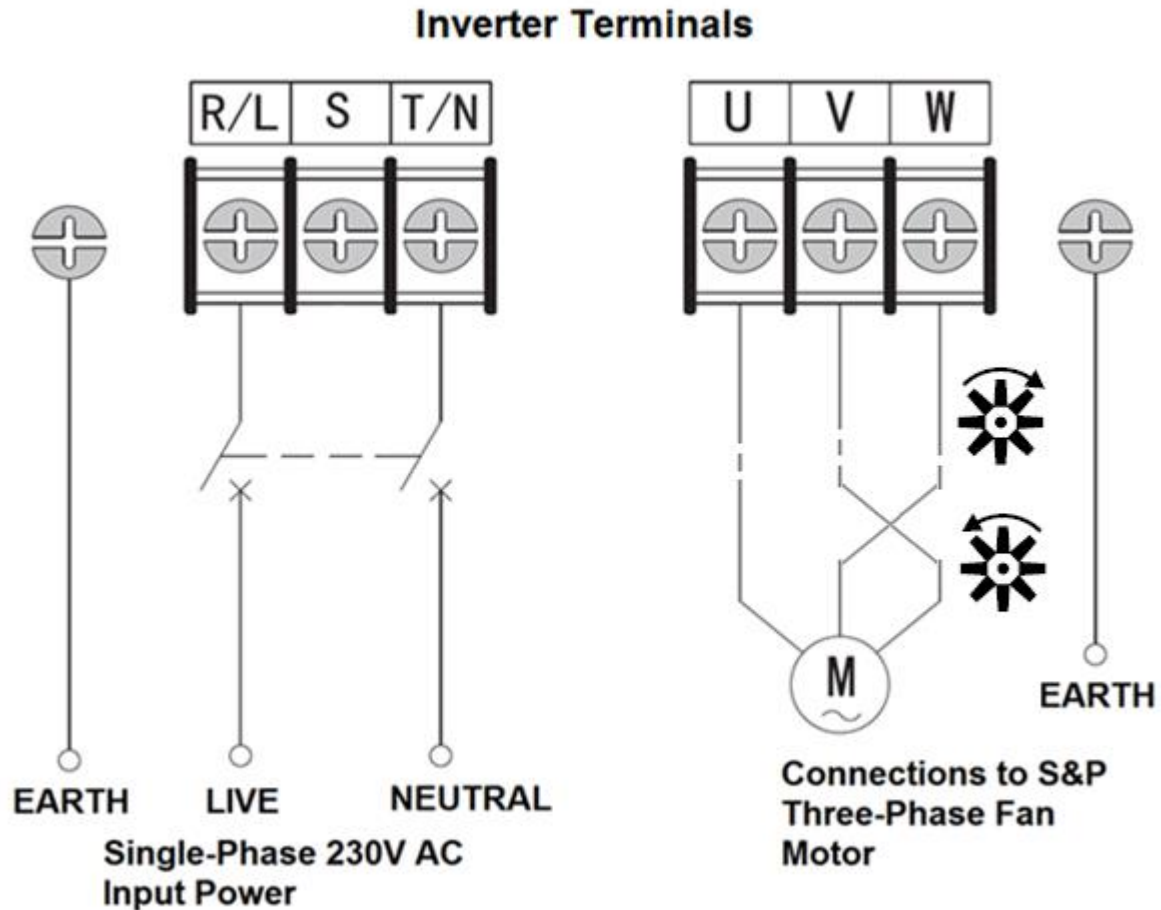 Inverter Terminals
R/L S T/N
U V W
M
EARTH
EARTH LIVE NEUTRAL
Single-Phase 230V AC
Input Power
Connections to S&P
Three-Phase Fan
Motor